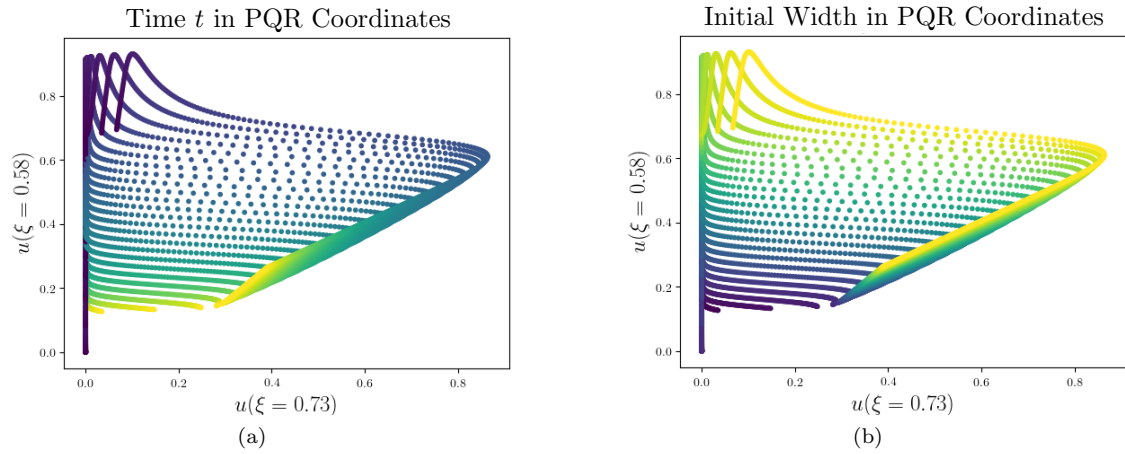 Time t in PQR Coordinates
0.8
0.6
0.4
0.2
0.0
u(ξ = 0.58)
0.0 0.2 0.4 0.6 0.8
u(ξ = 0.73)
(a)
Initial Width in PQR Coordinates
0.8
0.6
0.4
0.2
0.0
u(ξ = 0.58)
0.0 0.2 0.4 0.6 0.8
u(ξ = 0.73)
(b)